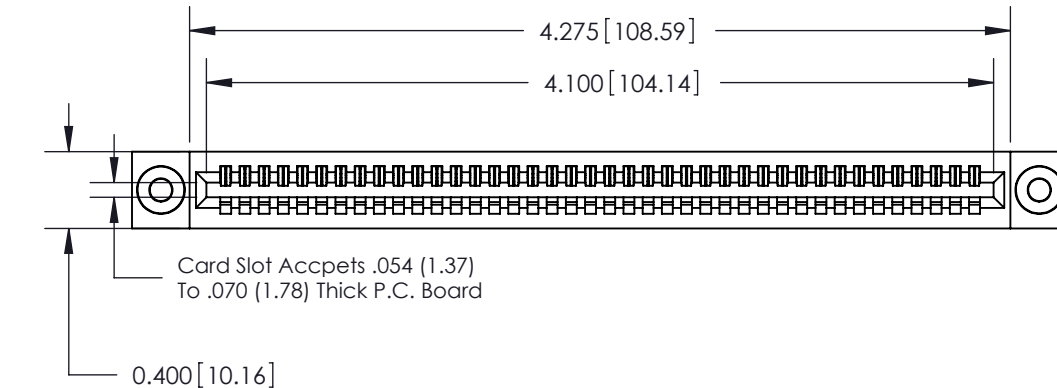 4.275[108.59]
4.100[104.14]
Card Slot Accpets .054 (1.37)
To .070 (1.78) Thick P.C. Board
0.400[10.16]